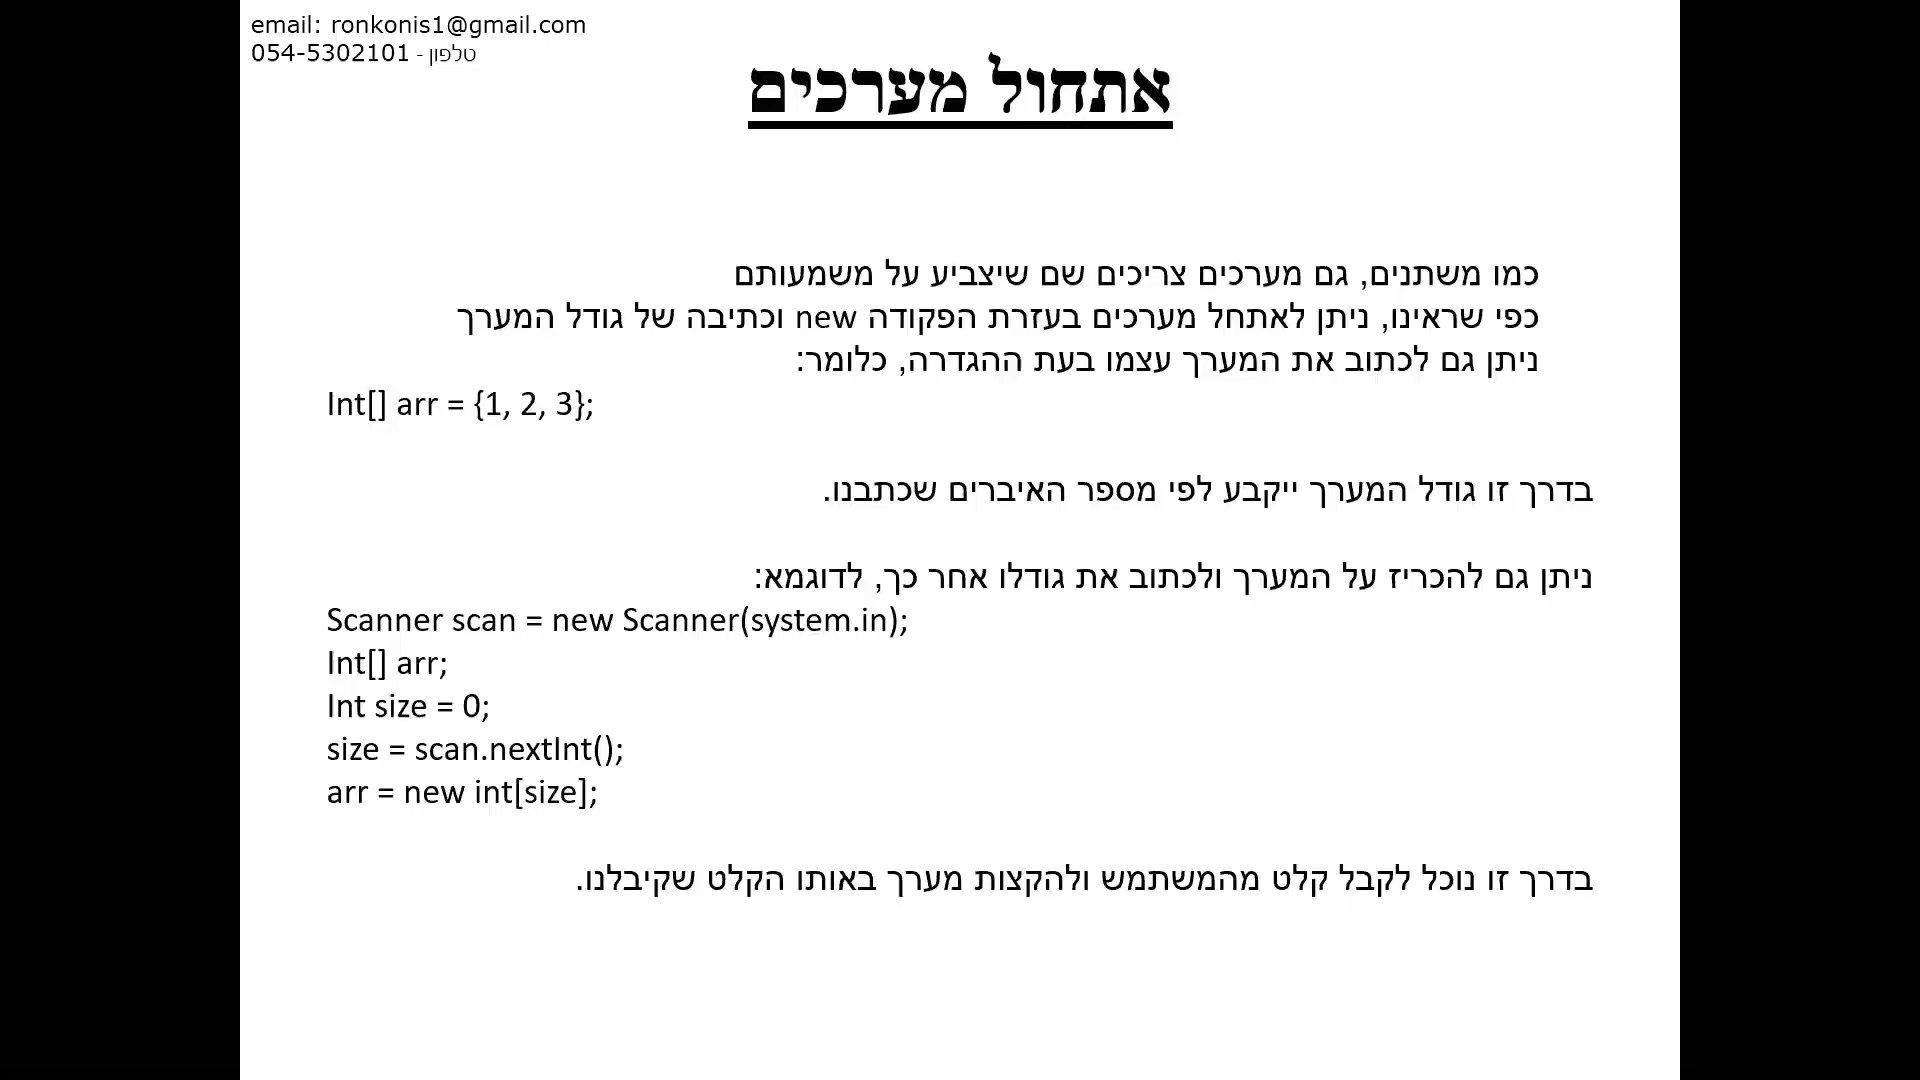 email: ronkonis1@gmail.com
טלפון - 054-5302101
אתחול מערכים
כמו משתנים, גם מערכים צריכים שם שיצביע על משמעותם
כפי שראינו, ניתן לאתחל מערכים בעזרת הפקודה new וכתיבה של גודל המערך
ניתן גם לכתוב את המערך עצמו בעת ההגדרה, כלומר:
Int[] arr = {1, 2, 3};
בדרך זו גודל המערך ייקבע לפי מספר האיברים שכתבנו.
ניתן גם להכריז על המערך ולכתוב את גודלו אחר כך, לדוגמא:
Scanner scan = new Scanner(system.in);
Int[] arr;
Int size = 0;
size = scan.nextInt();
arr = new int[size];
בדרך זו נוכל לקבל קלט מהמשתמש ולהקצות מערך באותו הקלט שקיבלנו.